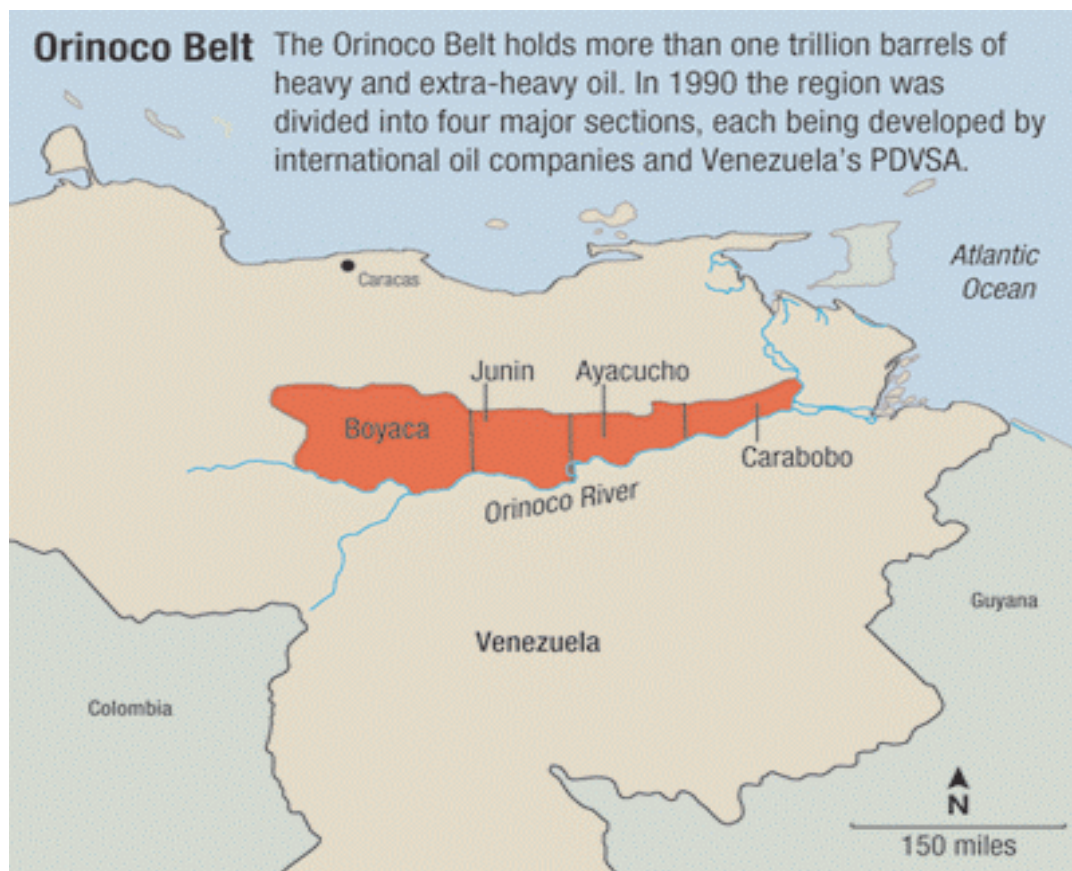 Orinoco Belt
The Orinoco Belt holds more than one trillion barrels of
heavy and extra-heavy oil. In 1990 the region was
divided into four major sections, each being developed by
international oil companies and Venezuela's PDVSA.
Atlantic
Ocean
Caracas
Junin
Ayacucho
Boyaca
Carabobo
Orinoco River
Guyana
Venezuela
Colombia
N
150 miles